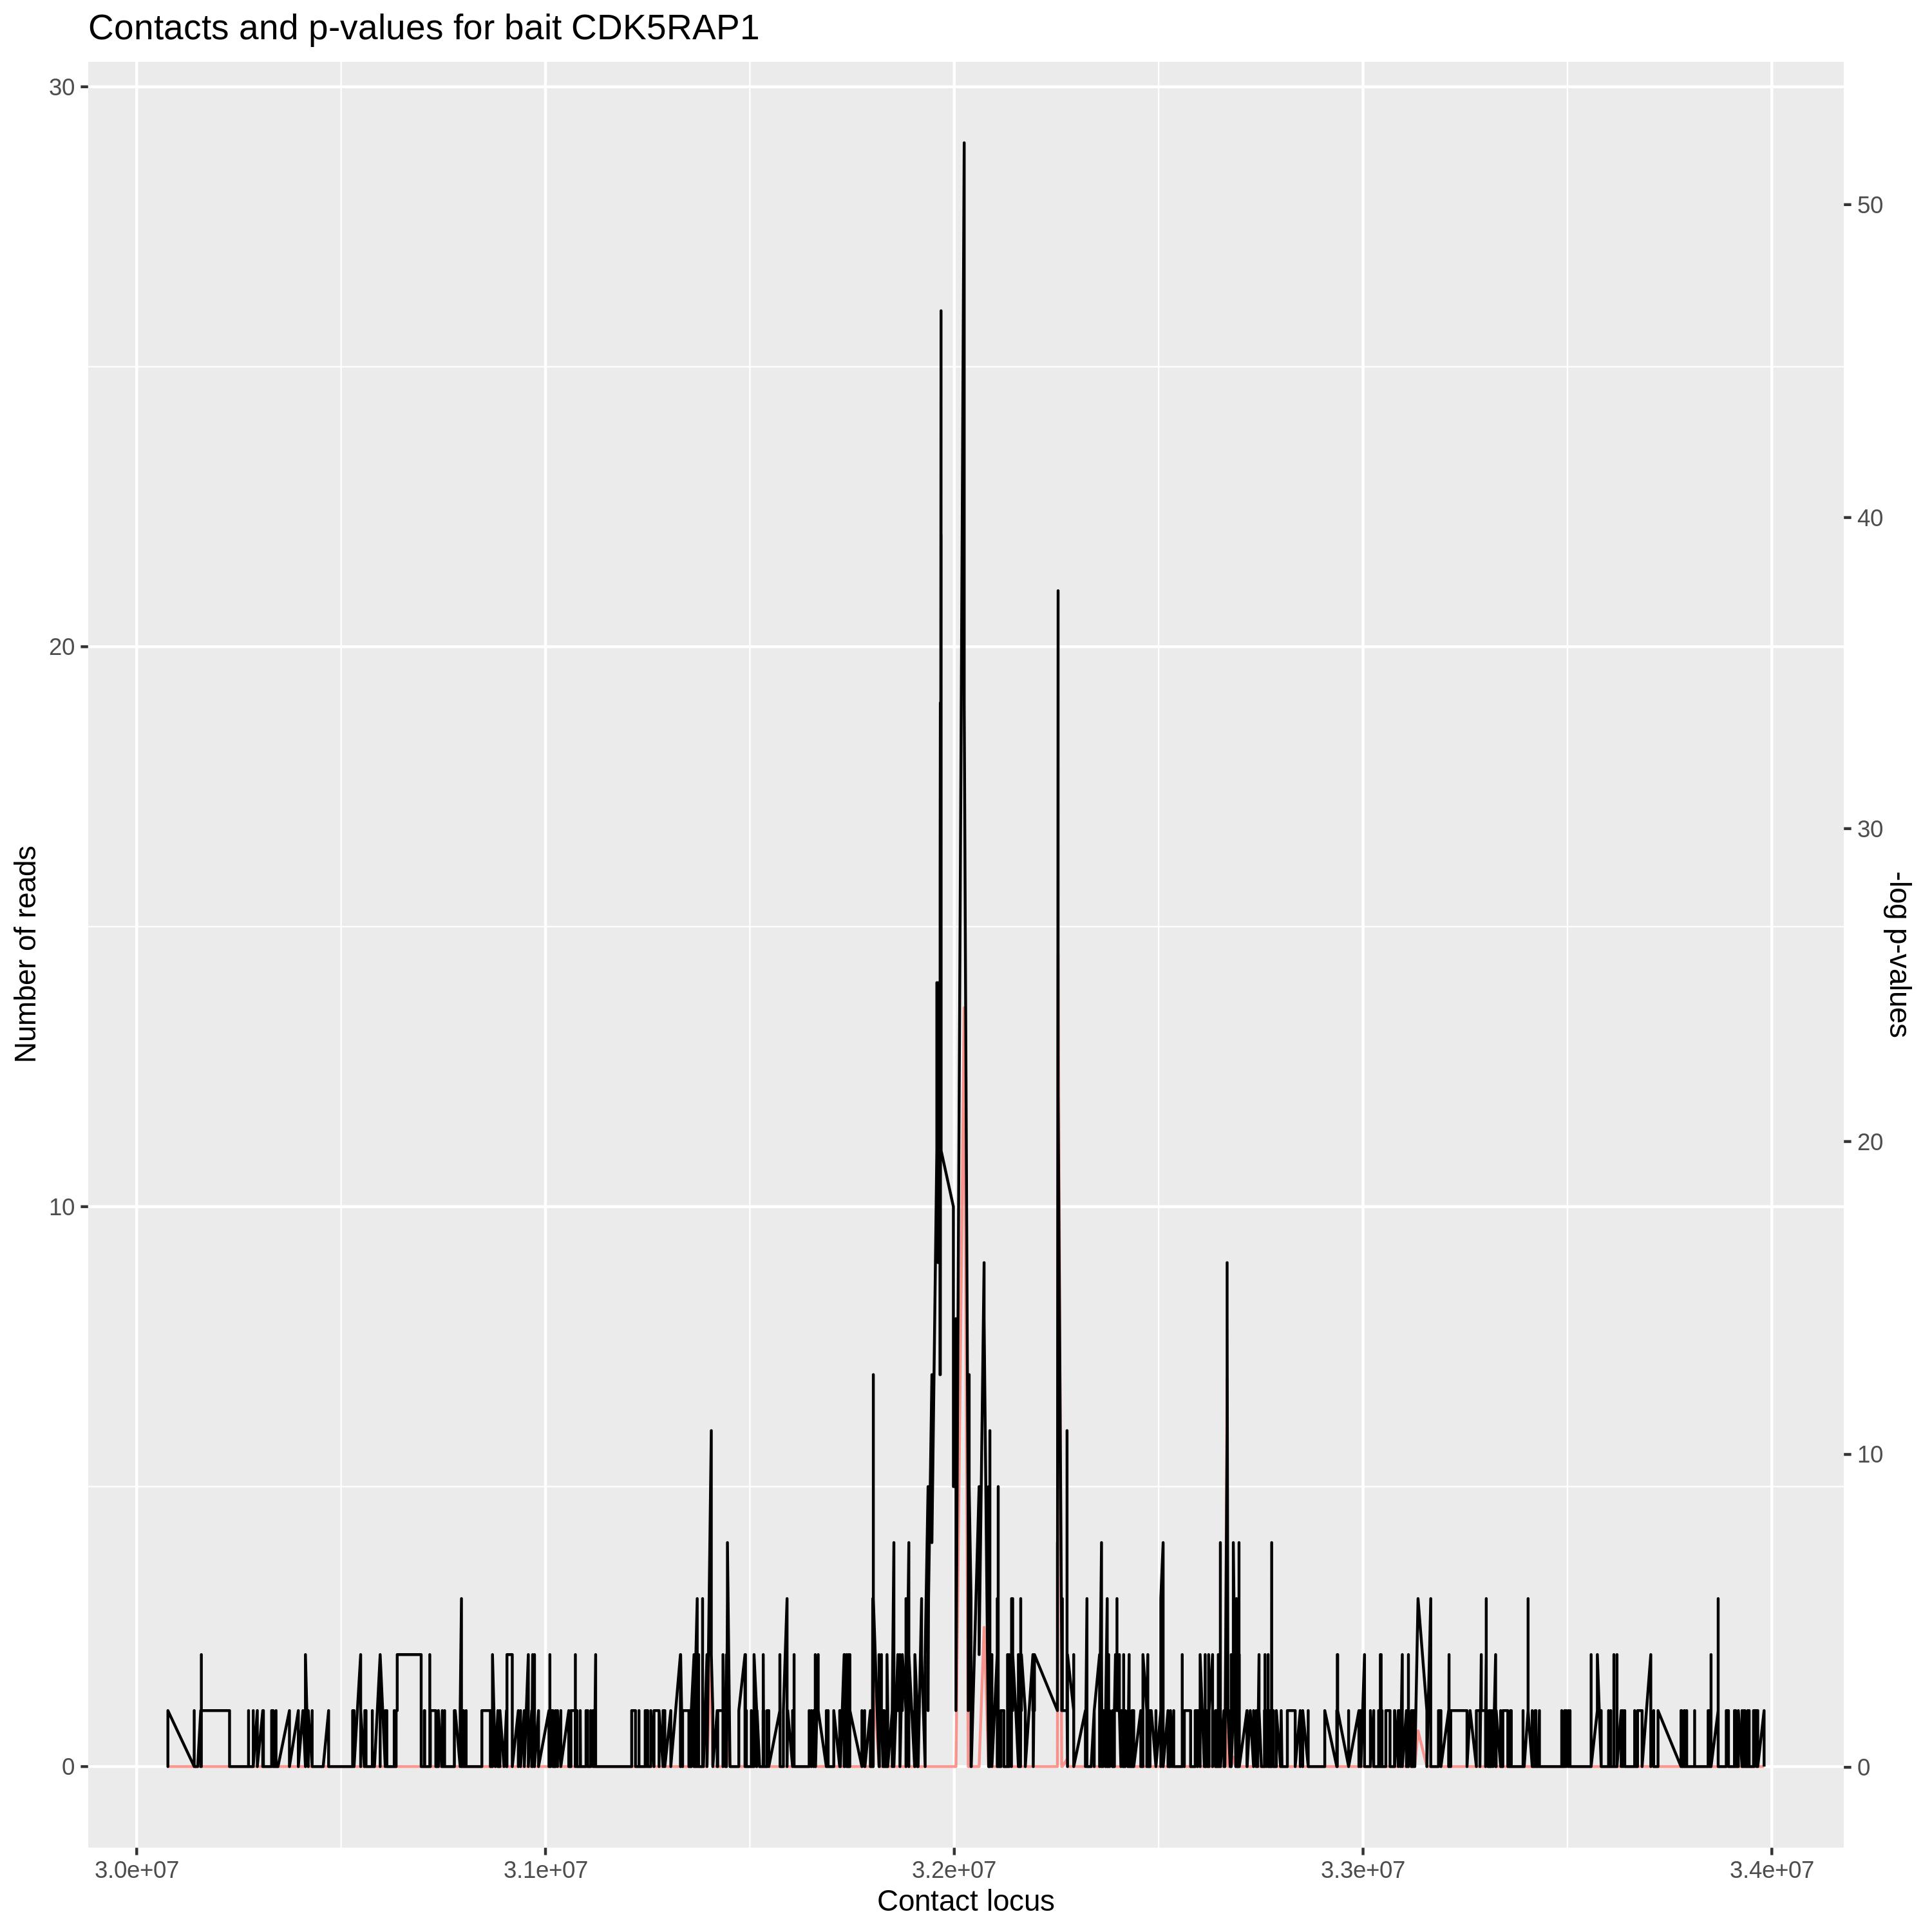 Contacts and p-values for bait CDK5RAP1
30
20
10
0
Number of reads
50
40
30
20
10
0
-log p-values
3.0e+07 3.1e+07 3.2e+07 3.3e+07 3.4e+07
Contact locus